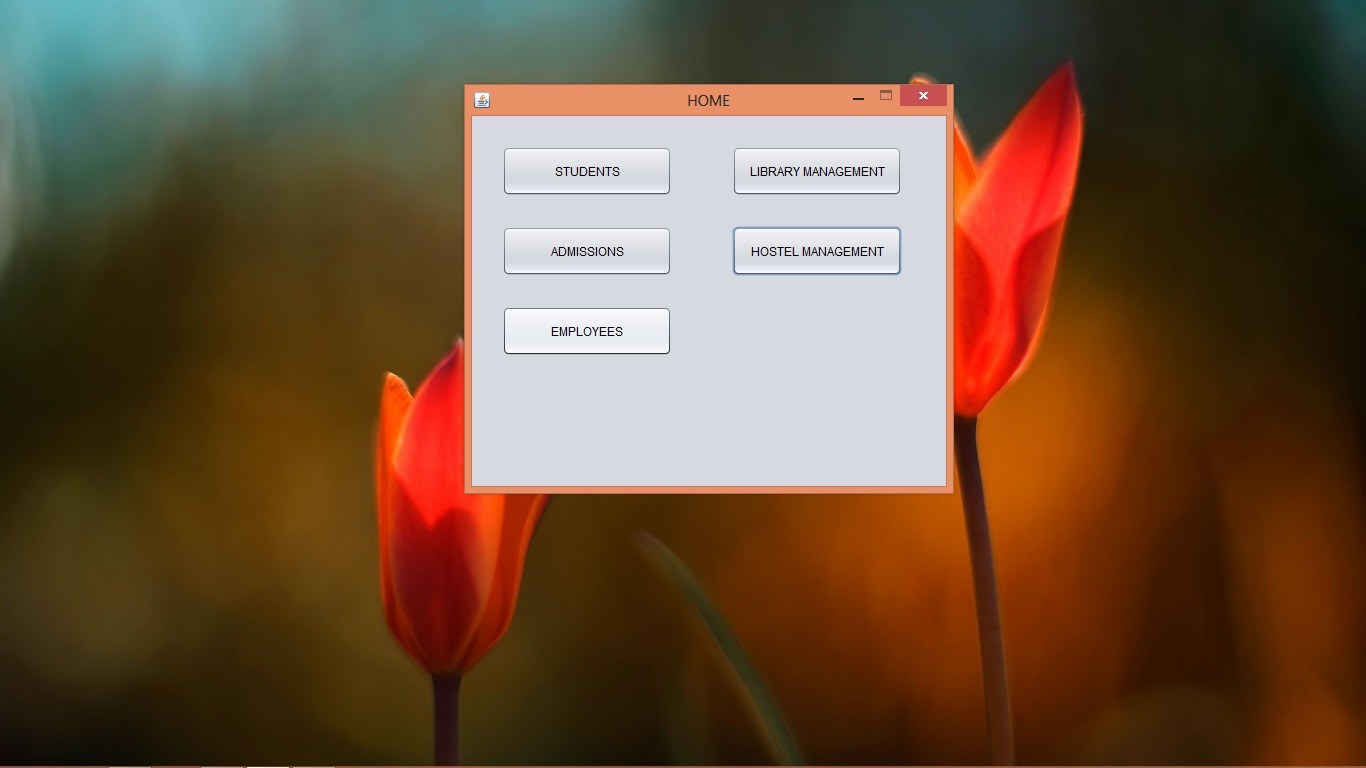 HOME
STUDENTS
LIBRARY MANAGEMENT
ADMISSIONS
HOSTEL MANAGEMENT
EMPLOYEES